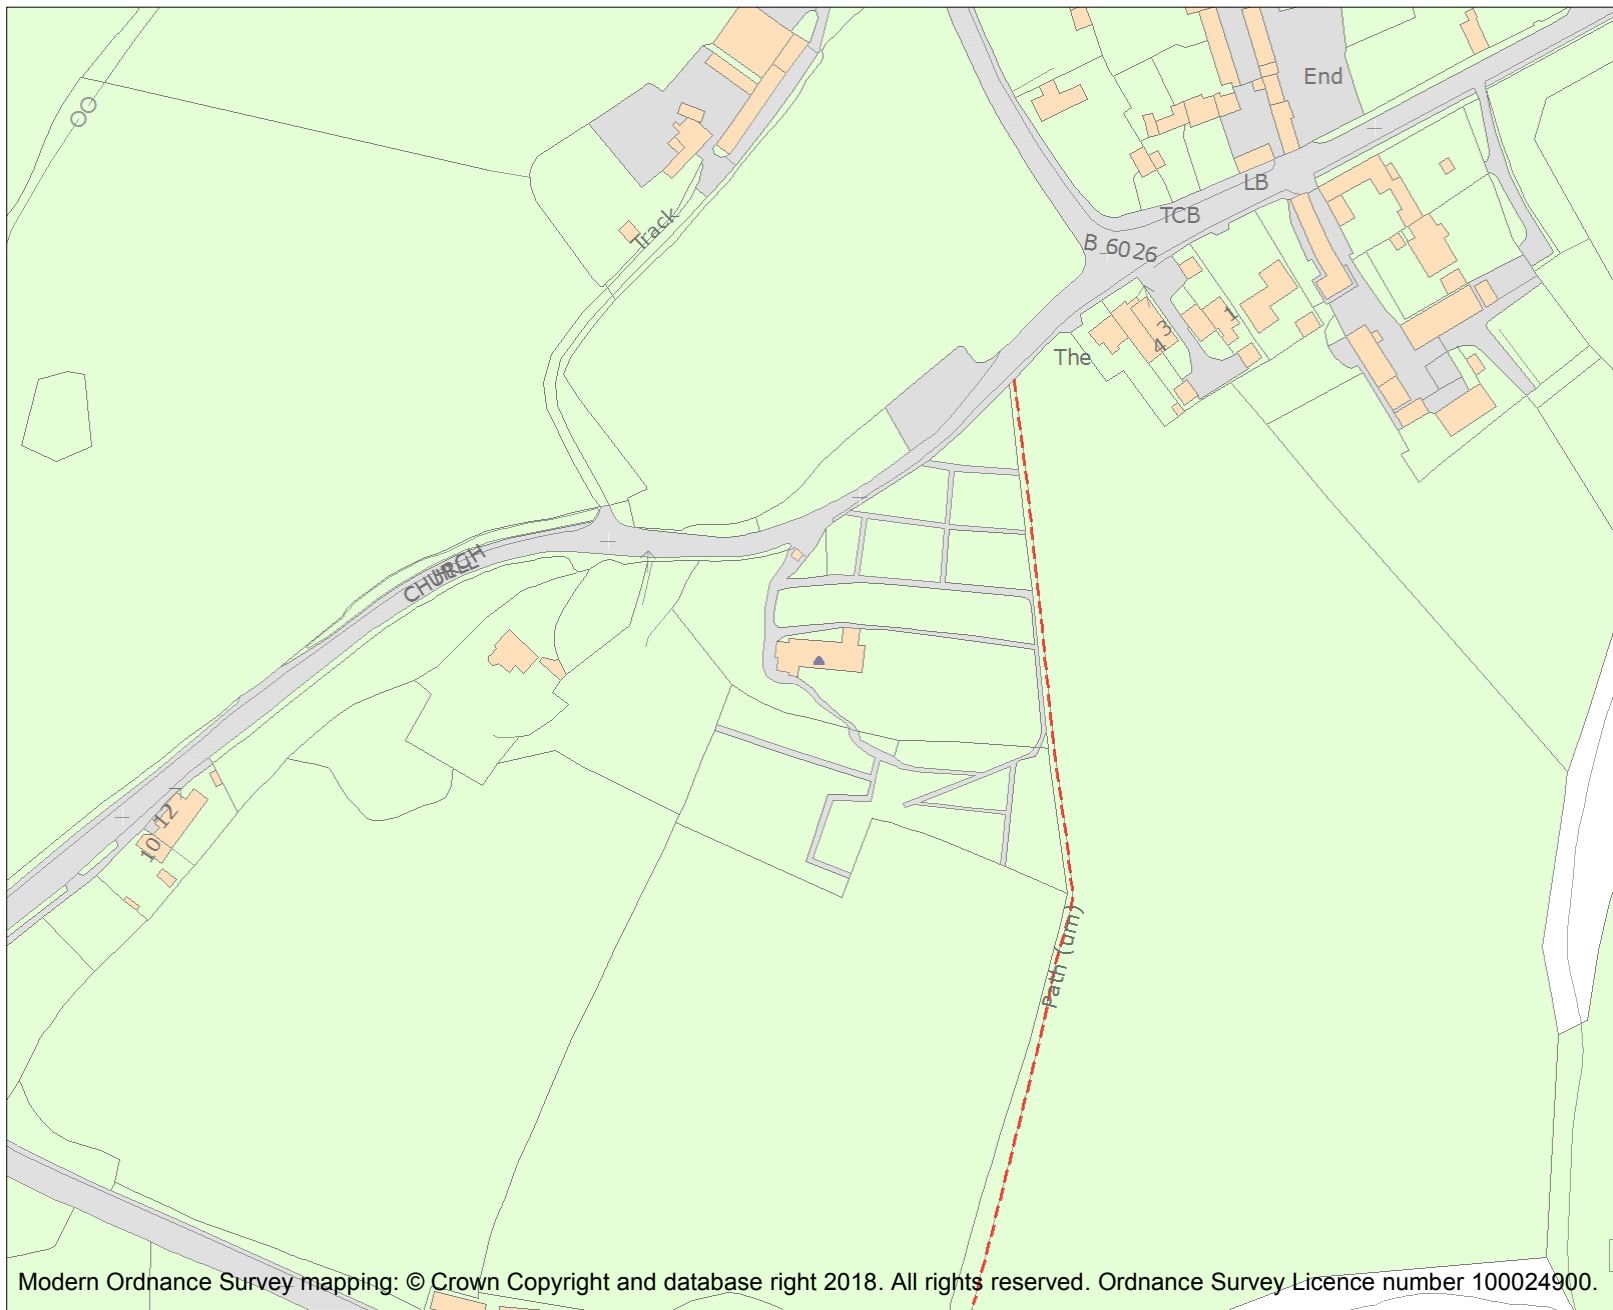 End
LB
TCB
B 6026
Track
1
3
4
The
CHURCH
HILL
12
10
Path (um)
Modern Ordnance Survey mapping: © Crown Copyright and database right 2018. All rights reserved. Ordnance Survey Licence number 100024900.